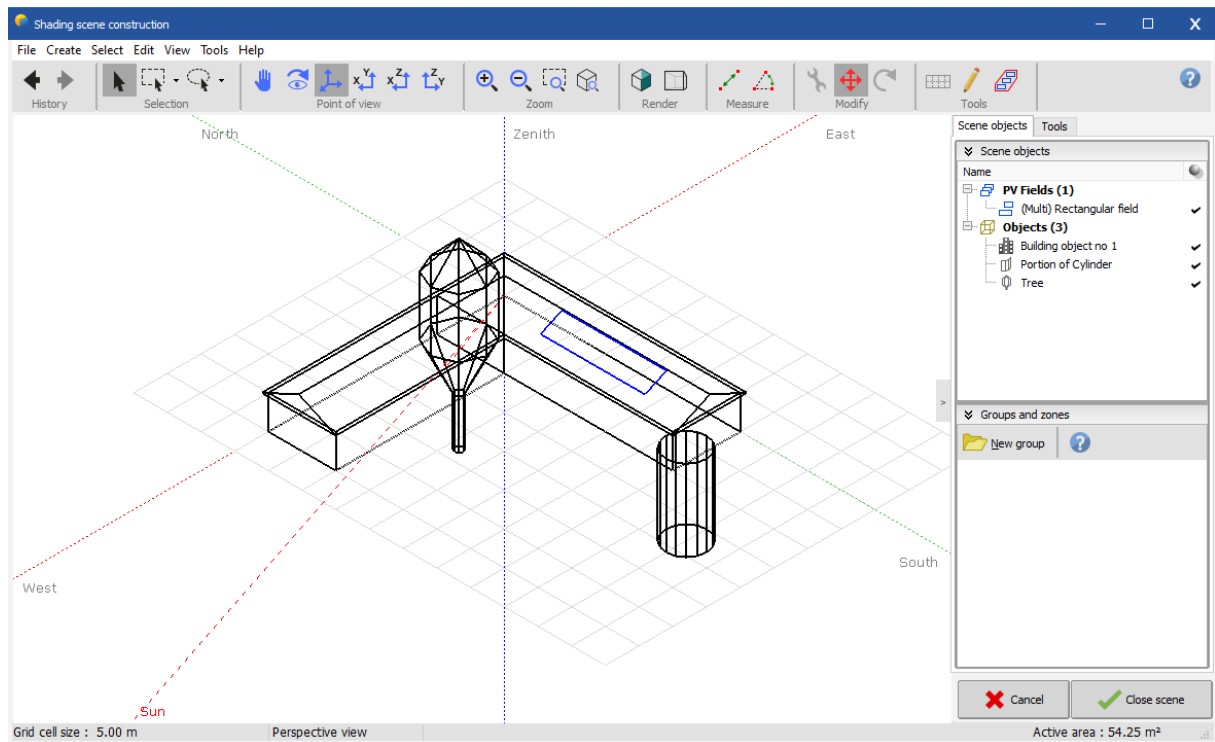 Shading scene construction
File Create Select Edit View Tools Help
History Selection Point of view Zoom Render Measure Modify Tools
North Zenith East
West South
Sun
Scene objects Tools
Scene objects
Name
PV Fields (1)
(Multi) Rectangular field
Objects (3)
Building object no 1
Portion of Cylinder
Tree
Groups and zones
New group
Cancel Close scene
Grid cell size : 5.00 m Perspective view Active area : 54.25 m²